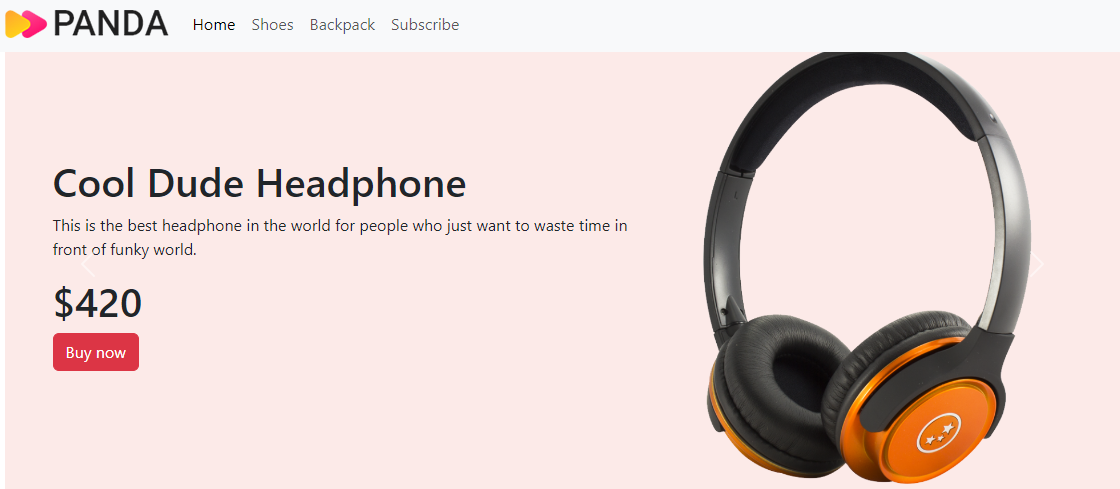 PANDA Home Shoes Backpack Subscribe
Cool Dude Headphone
This is the best headphone in the world for people who just want to waste time in
front of funky world.
$420
Buy now
L